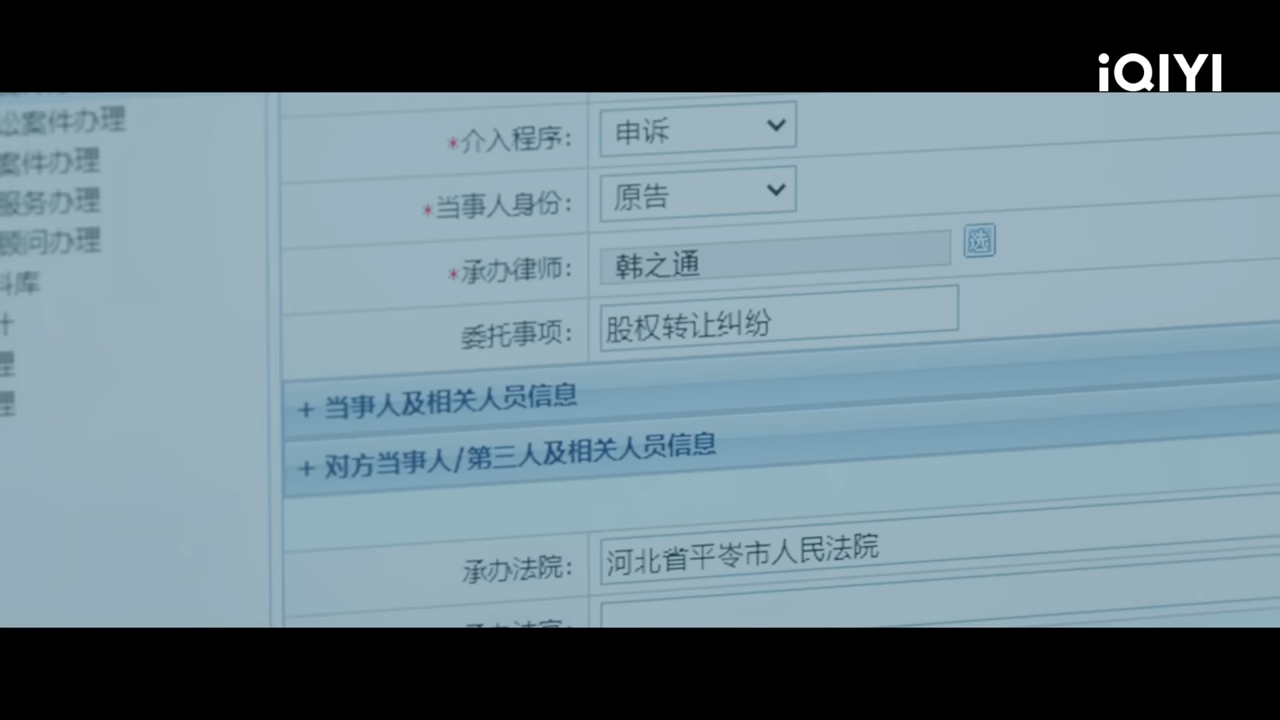 iQIYI
讼案件办理
案件办理
服务办理
顾问办理
料库
计
理
理
*介入程序: 申诉
*当事人身份: 原告
*承办律师: 韩之通 选
委托事项: 股权转让纠纷
+ 当事人及相关人员信息
+ 对方当事人/第三人及相关人员信息
承办法院: 河北省平岺市人民法院